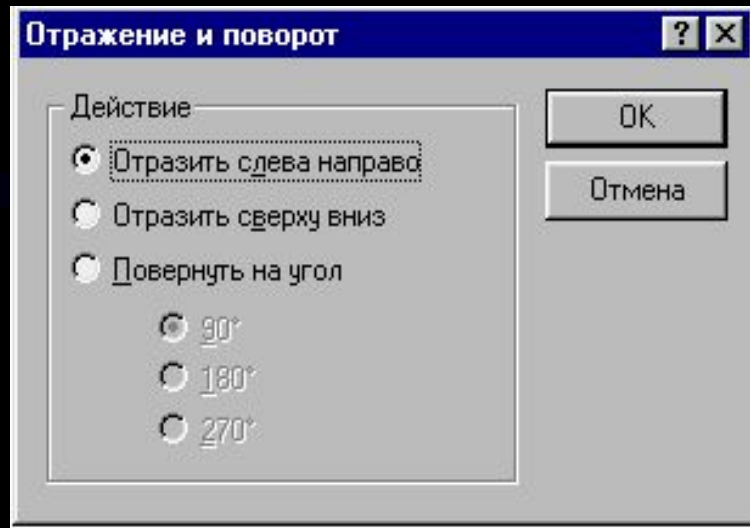 Отражение и поворот
Действие
Отразить слева направо
Отразить сверху вниз
Повернуть на угол
90°
180°
270°
OK
Отмена